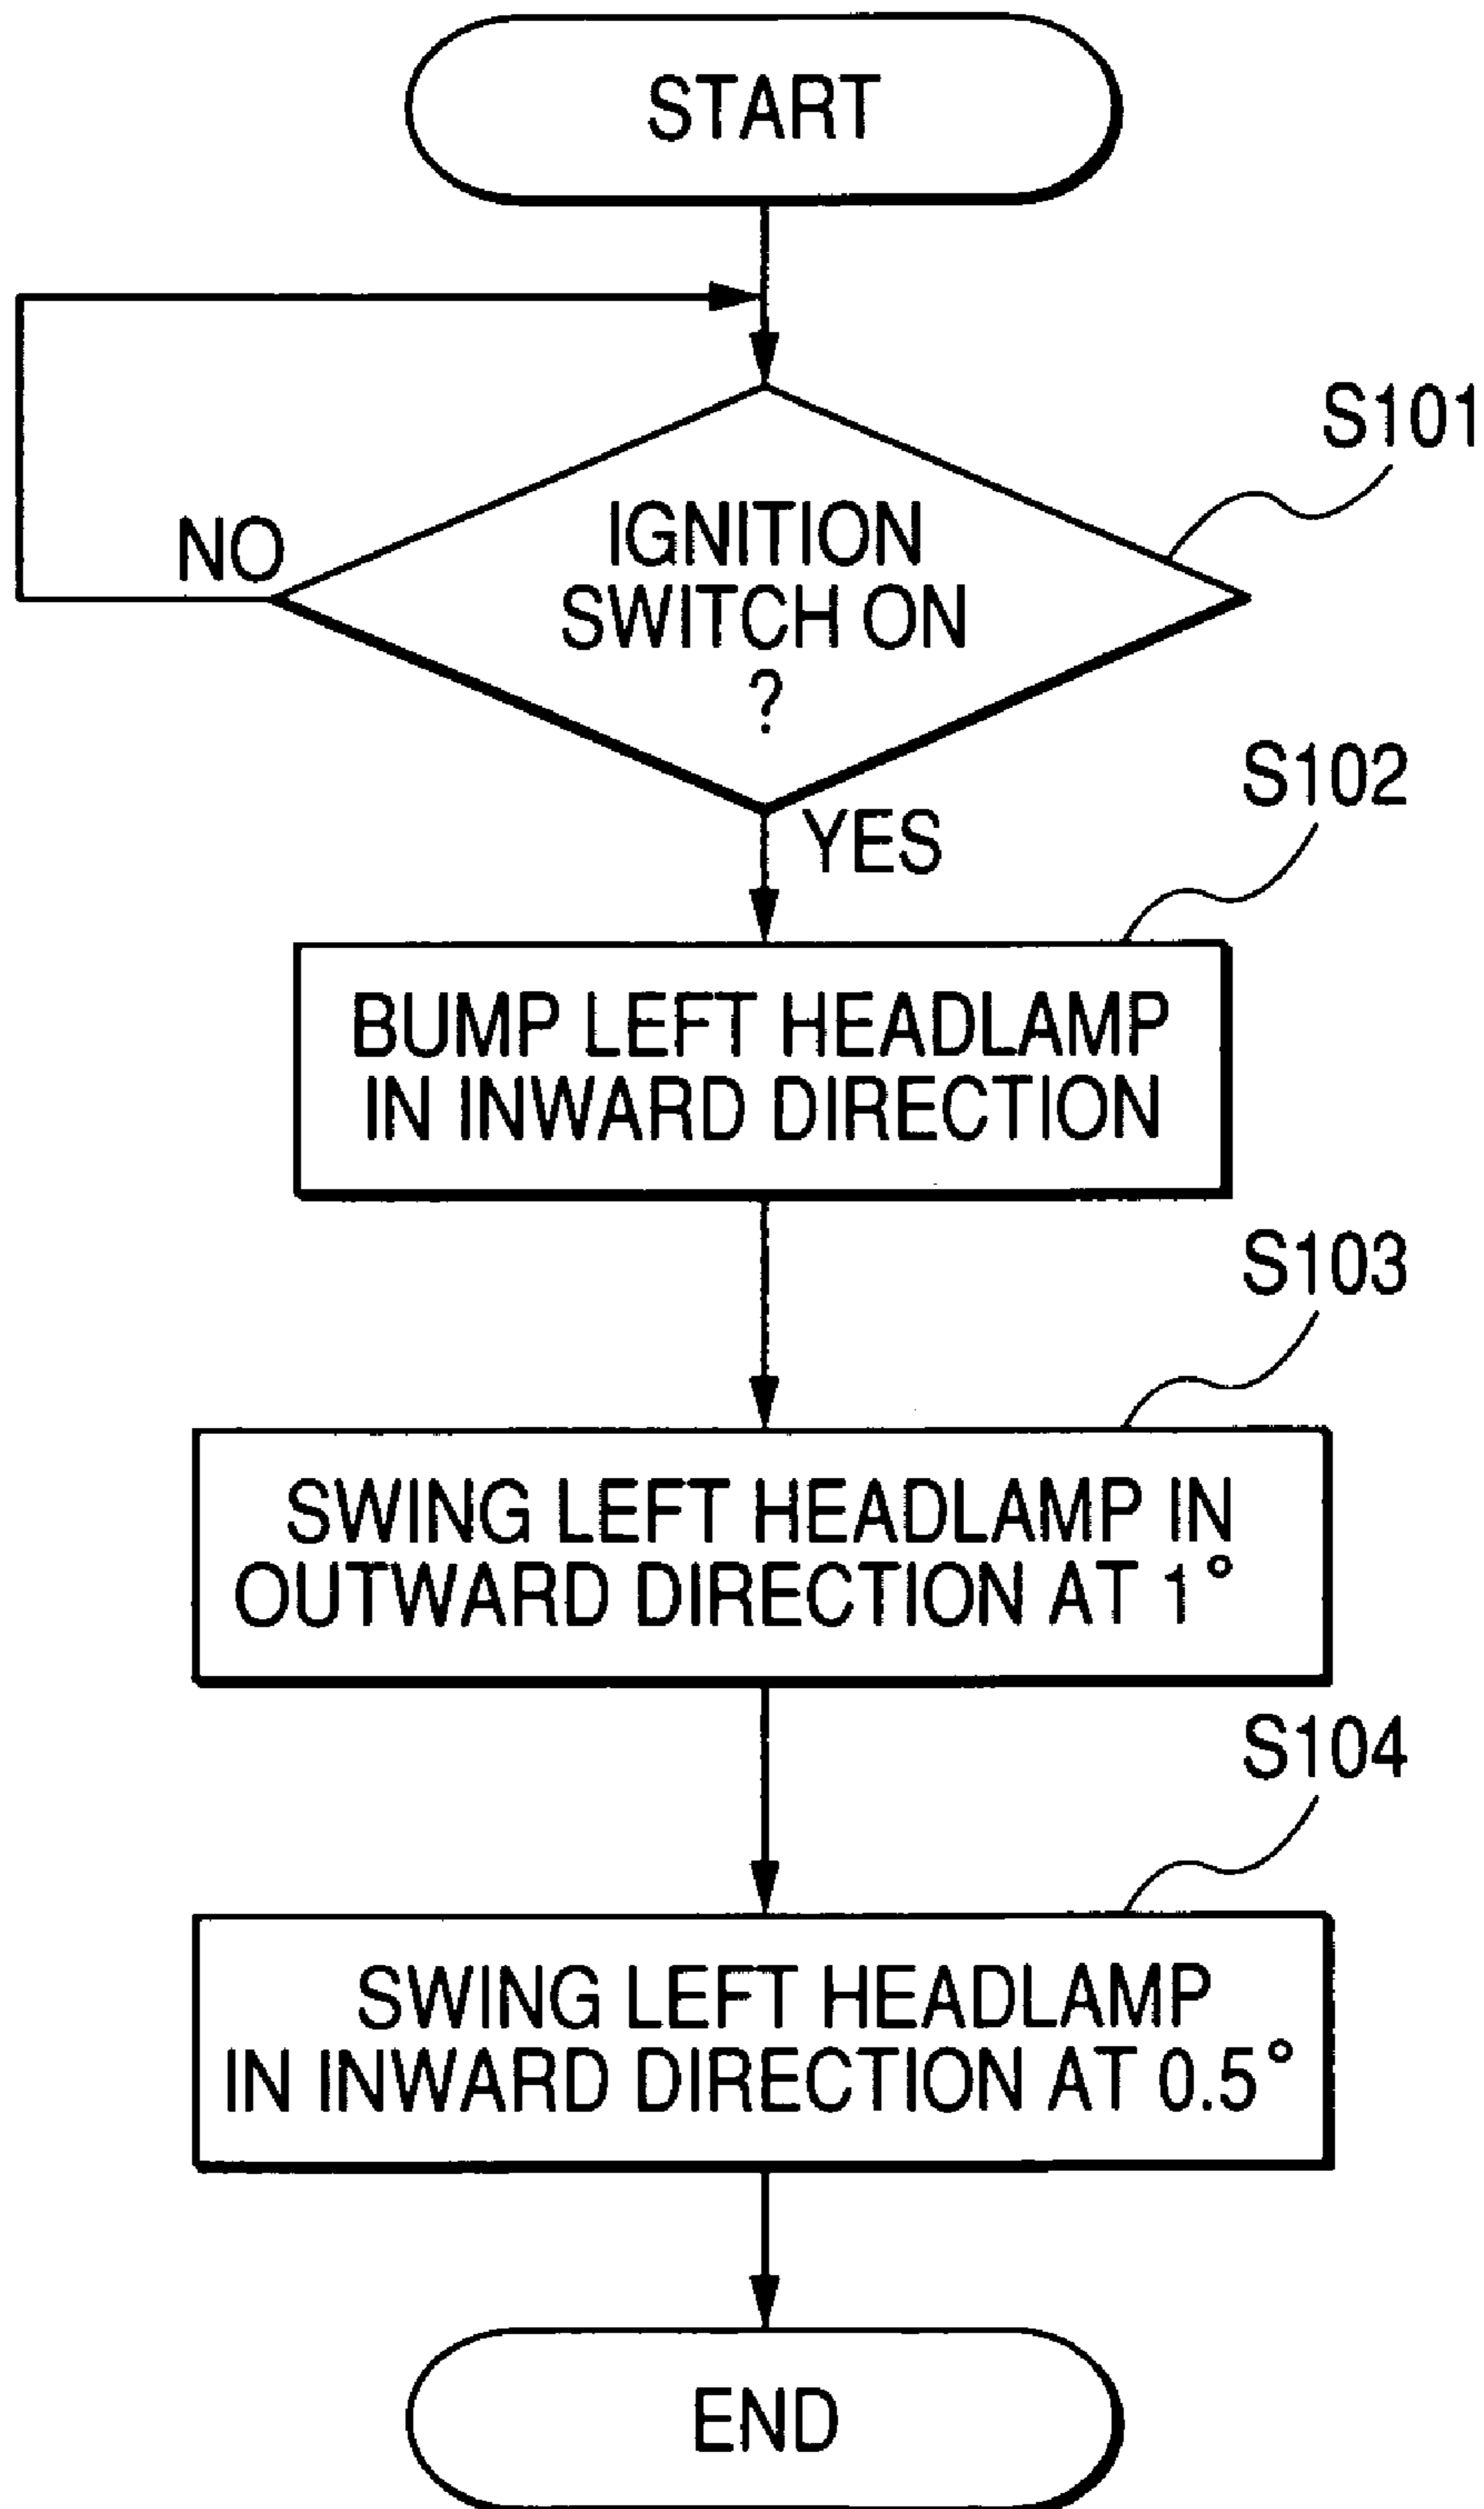 START
S101
IGNITION
SWITCH ON
?
NO
YES
S102
BUMP LEFT HEADLAMP
IN INWARD DIRECTION
S103
SWING LEFT HEADLAMP IN
OUTWARD DIRECTION AT 1°
S104
SWING LEFT HEADLAMP
IN INWARD DIRECTION AT 0.5°
END